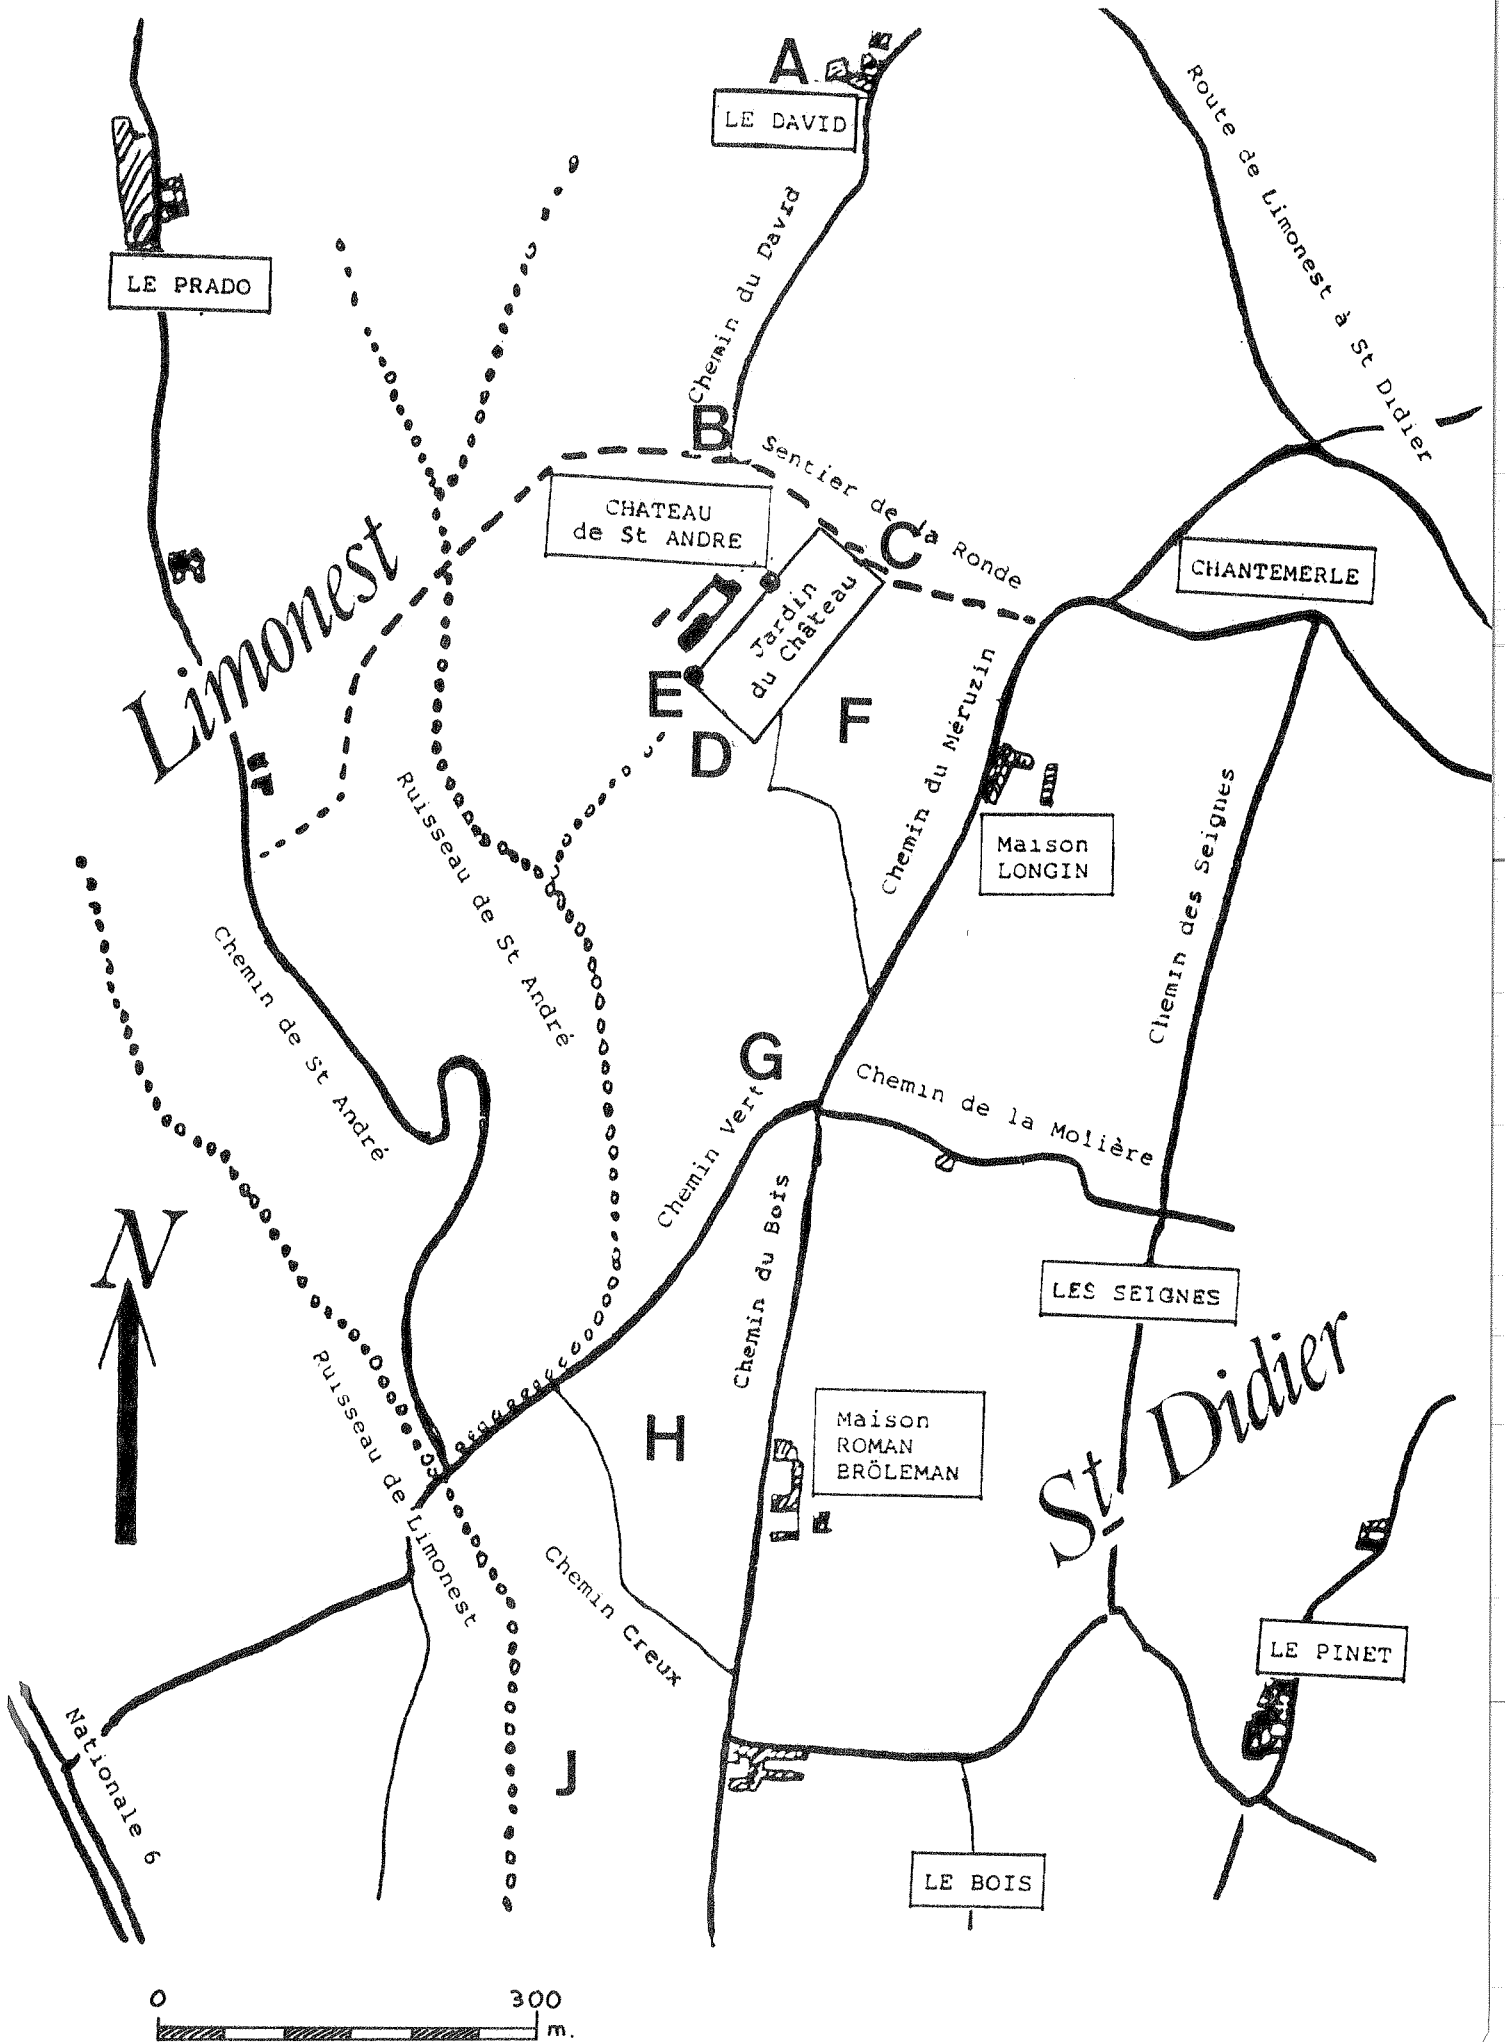 A
LE DAVID
Route de Limonest à St Didier
LE PRADO
Chemin du David
B
Sentier de la Ronde
CHATEAU
de St ANDRE
C
CHANTEMERLE
Jardin
du Château
Limonest
E
D
F
Chemin du Méruzin
Maison
LONGIN
Chemin des Seignes
Ruisseau de St André
Chemin de St André
G
Chemin de la Molière
Chemin Vert
N
Chemin du Bois
LES SEIGNES
St Didier
Ruisseau de Limonest
H
Maison
ROMAN
BRÖLEMAN
Chemin Creux
LE PINET
Nationale 6
J
LE BOIS
0 300
m.